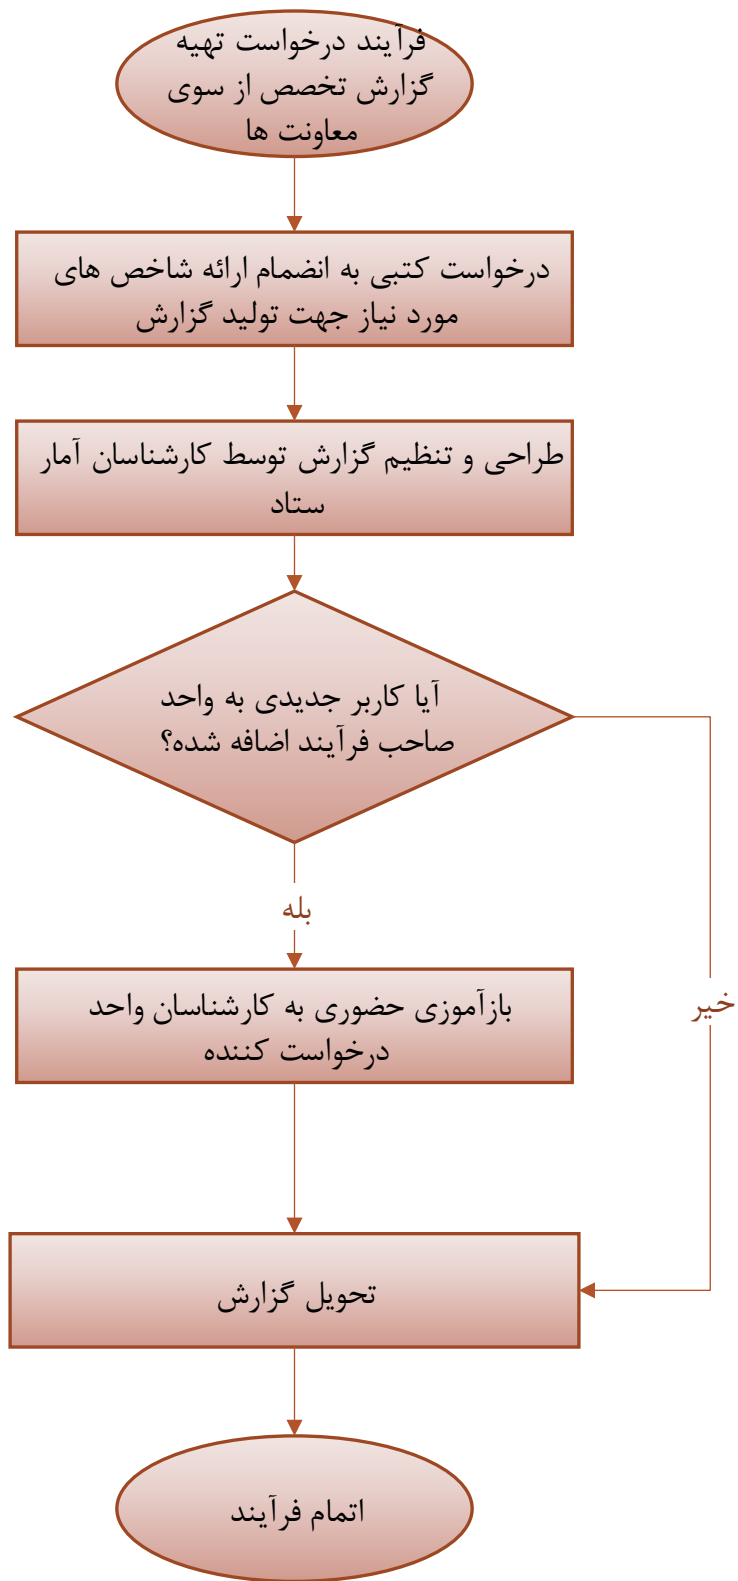 فرآیند درخواست تهیه
گزارش تخصص از سوی
معاونت ها
درخواست کتبی به انضمام ارائه شاخص های
مورد نیاز جهت تولید گزارش
طراحی و تنظیم گزارش توسط کارشناسان آمار
ستاد
آیا کاربر جدیدی به واحد
صاحب فرآیند اضافه شده؟
بله
خیر
بازآموزی حضوری به کارشناسان واحد
درخواست کننده
تحویل گزارش
اتمام فرآیند